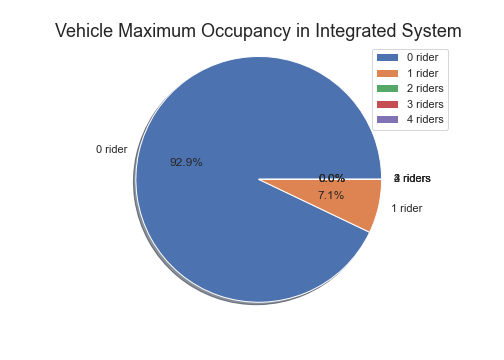 Vehicle Maximum Occupancy in Integrated System
0 rider
1 rider
2 riders
3 riders
4 riders
0 rider
92.9%
0.0%
riders
7.1%
1 rider